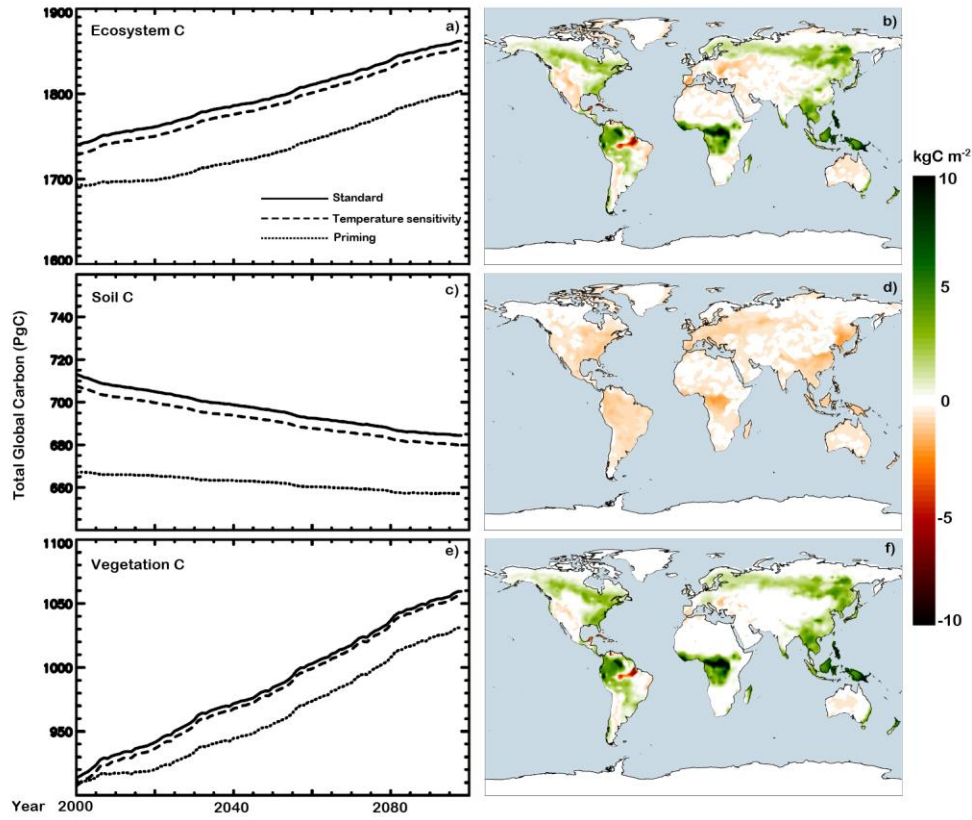 1900
Ecosystem C a)
1800
1700
Standard
Temperature sensitivity
Priming
1600
b)
Soil C c)
740
720
700
680
660
d)
Total Global Carbon (PgC)
1100
Vegetation C e)
1050
1000
950
Year 2000 2040 2080
f)
kgC m-2
10
5
0
-5
-10